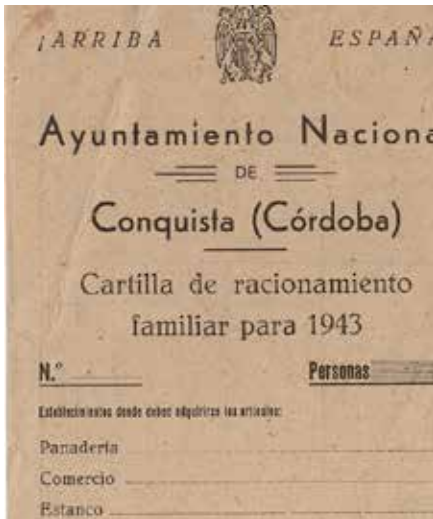 ¡ARRIBA ESPAÑA
Ayuntamiento Naciona
DE
Conquista (Córdoba)
Cartilla de racionamiento
familiar para 1943
N.º Personas
Establecimientos donde deben adquirirse los artículos:
Panadería
Comercio
Estanco